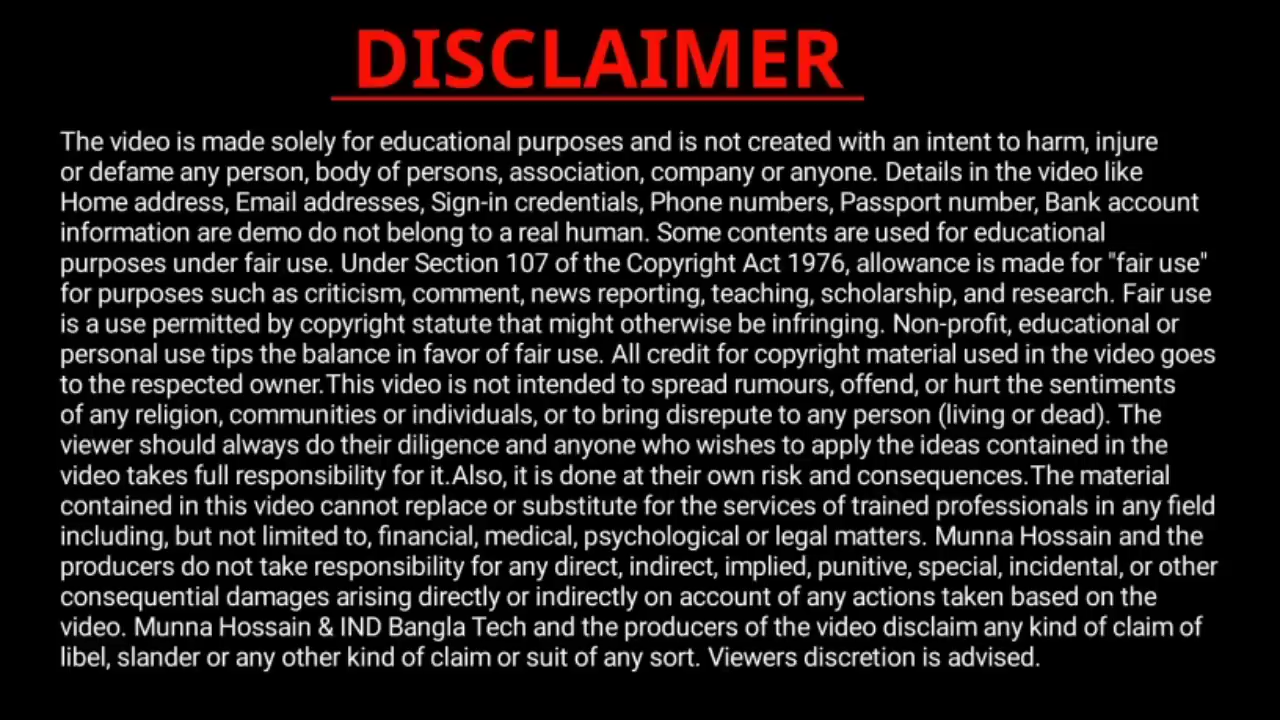 DISCLAIMER
The video is made solely for educational purposes and is not created with an intent to harm, injure
or defame any person, body of persons, association, company or anyone. Details in the video like
Home address, Email addresses, Sign-in credentials, Phone numbers, Passport number, Bank account
information are demo do not belong to a real human. Some contents are used for educational
purposes under fair use. Under Section 107 of the Copyright Act 1976, allowance is made for "fair use"
for purposes such as criticism, comment, news reporting, teaching, scholarship, and research. Fair use
is a use permitted by copyright statute that might otherwise be infringing. Non-profit, educational or
personal use tips the balance in favor of fair use. All credit for copyright material used in the video goes
to the respected owner.This video is not intended to spread rumours, offend, or hurt the sentiments
of any religion, communities or individuals, or to bring disrepute to any person (living or dead). The
viewer should always do their diligence and anyone who wishes to apply the ideas contained in the
video takes full responsibility for it.Also, it is done at their own risk and consequences.The material
contained in this video cannot replace or substitute for the services of trained professionals in any field
including, but not limited to, financial, medical, psychological or legal matters. Munna Hossain and the
producers do not take responsibility for any direct, indirect, implied, punitive, special, incidental, or other
consequential damages arising directly or indirectly on account of any actions taken based on the
video. Munna Hossain & IND Bangla Tech and the producers of the video disclaim any kind of claim of
libel, slander or any other kind of claim or suit of any sort. Viewers discretion is advised.